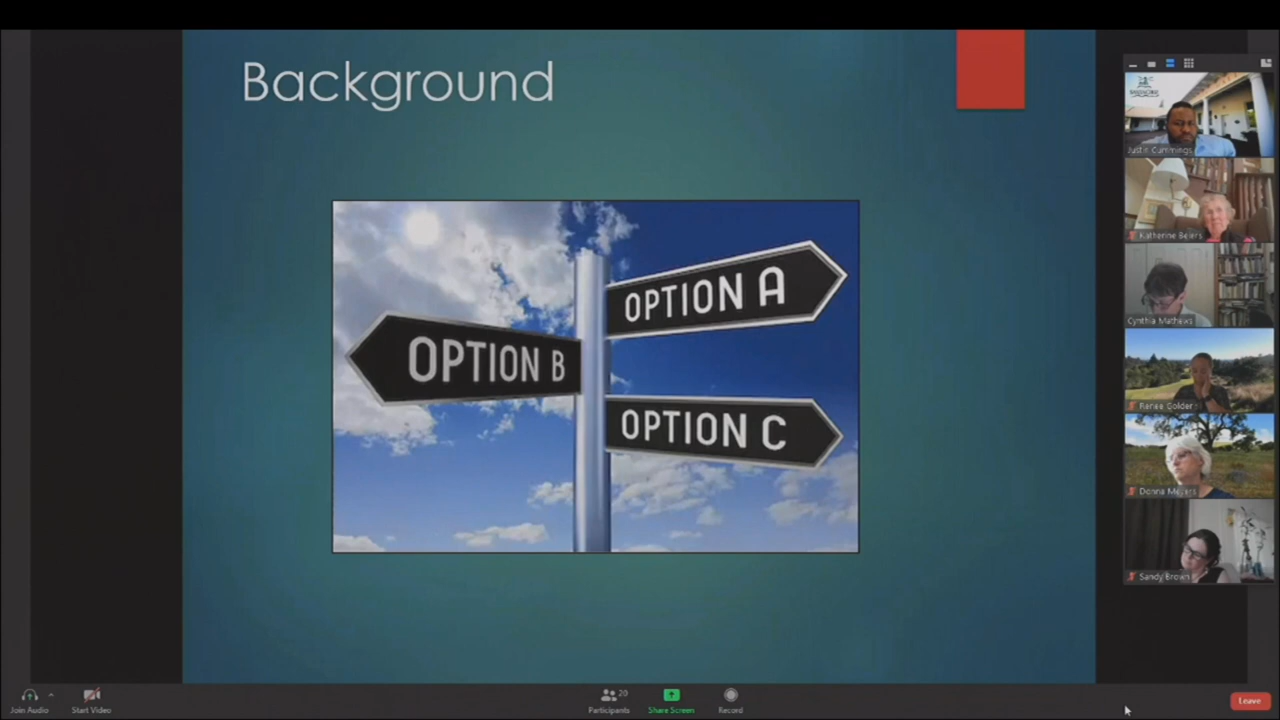 Background
OPTION A
OPTION B
OPTION C
Justin Cummings
Katherine Beiers
Cynthia Mathews
Renee Golder
Donna Meyers
Sandy Brown
Join Audio
Start Video
Participants
20
Share Screen
Record
Leave